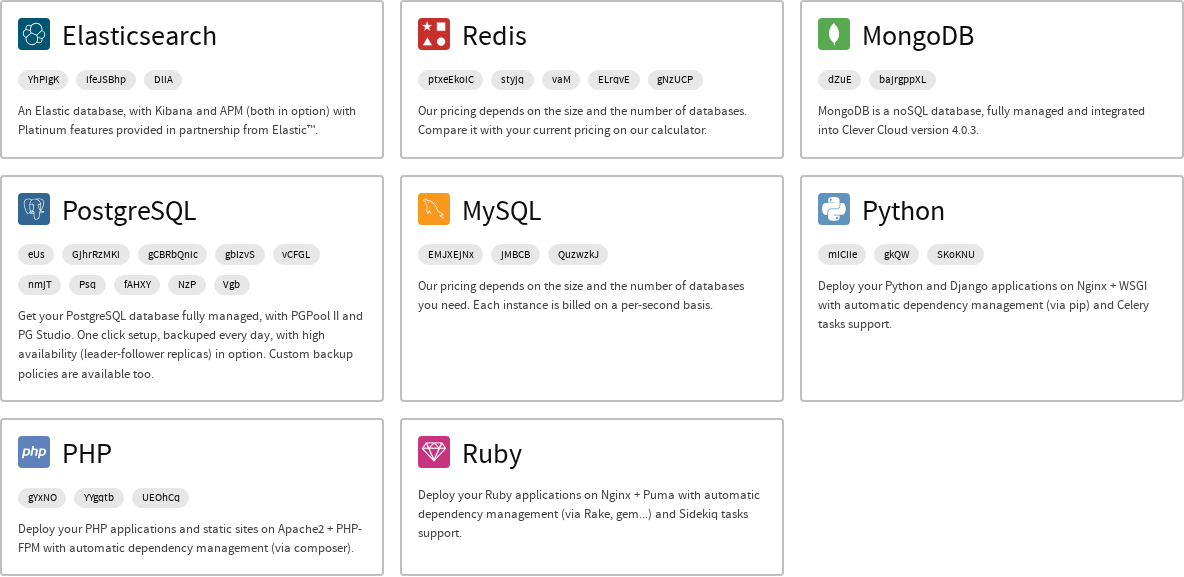 Elasticsearch
YhPIgK IfeJSBhp DIIA
An Elastic database, with Kibana and APM (both in option) with
Platinum features provided in partnership from Elastic™.
Redis
ptxeEkoIC styjq vaM ELrqvE gNzUCP
Our pricing depends on the size and the number of databases.
Compare it with your current pricing on our calculator.
MongoDB
dZuE bajrgppXL
MongoDB is a noSQL database, fully managed and integrated
into Clever Cloud version 4.0.3.
PostgreSQL
eUs GjhrRzMKI gCBRbQnic gbIzvS vCFGL
nmjT Psq fAHXY NzP Vgb
Get your PostgreSQL database fully managed, with PGPool II and
PG Studio. One click setup, backuped every day, with high
availability (leader-follower replicas) in option. Custom backup
policies are available too.
MySQL
EMJXEjNx jMBCB QuzwzkJ
Our pricing depends on the size and the number of databases
you need. Each instance is billed on a per-second basis.
Python
mICIie gkQW SKoKNU
Deploy your Python and Django applications on Nginx + WSGI
with automatic dependency management (via pip) and Celery
tasks support.
php PHP
gYxNO YYgqtb UEOhCq
Deploy your PHP applications and static sites on Apache2 + PHP-
FPM with automatic dependency management (via composer).
Ruby
Deploy your Ruby applications on Nginx + Puma with automatic
dependency management (via Rake, gem...) and Sidekiq tasks
support.